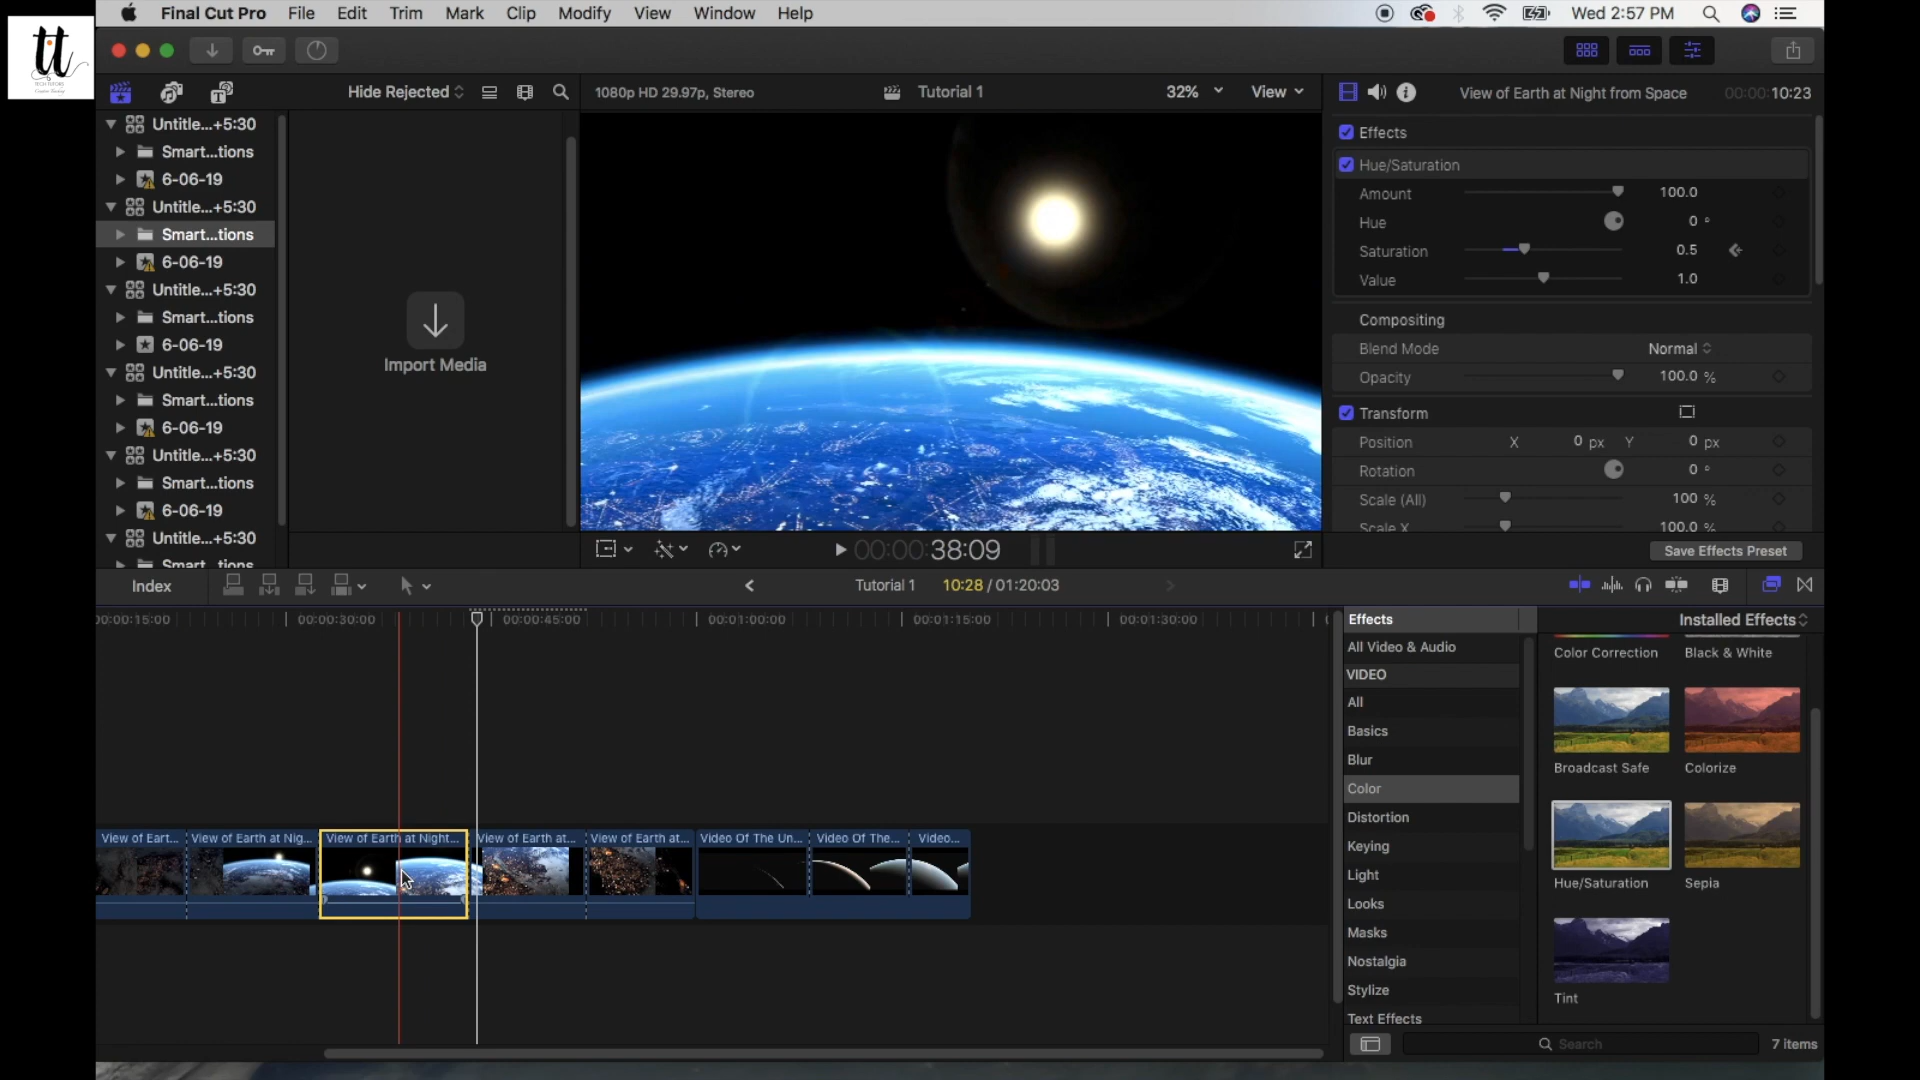 Final Cut Pro File Edit Trim Mark Clip Modify View Window Help Wed 2:57 PM
tt
TECH TUTORS
Hide Rejected 1080p HD 29.97p, Stereo Tutorial 1 32% View View of Earth at Night from Space 00:00:10:23
Untitle...+5:30
Smart...tions
6-06-19
Untitle...+5:30
Smart...tions
6-06-19
Untitle...+5:30
Smart...tions
6-06-19
Untitle...+5:30
Smart...tions
6-06-19
Untitle...+5:30
Smart...tions
6-06-19
Untitle...+5:30
Smart...tions
Import Media
Effects
Hue/Saturation
Amount 100.0
Hue 0 °
Saturation 0.5
Value 1.0
Compositing
Blend Mode Normal
Opacity 100.0 %
Transform
Position X 0 px Y 0 px
Rotation 0 °
Scale (All) 100 %
Scale X 100.0 %
Save Effects Preset
00:00:38:09
Index Tutorial 1 10:28 / 01:20:03
00:00:15:00 00:00:30:00 00:00:45:00 00:01:00:00 00:01:15:00 00:01:30:00
View of Eart... View of Earth at Nig... View of Earth at Night... View of Earth at... View of Earth at... Video Of The Un... Video Of The... Video...
Effects
All Video & Audio
VIDEO
All
Basics
Blur
Color
Distortion
Keying
Light
Looks
Masks
Nostalgia
Stylize
Text Effects
Installed Effects
Color Correction Black & White
Broadcast Safe Colorize
Hue/Saturation Sepia
Tint
Search 7 items